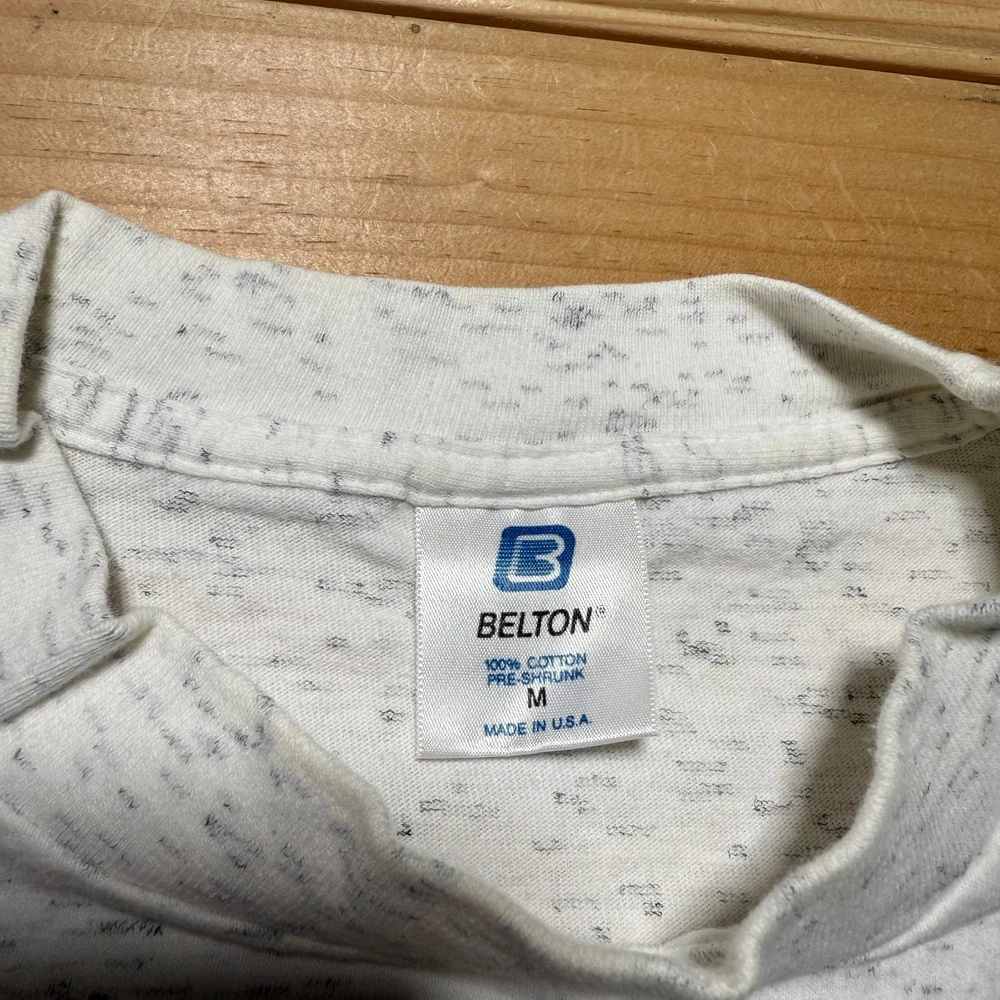 B
BELTON®
100% COTTON
PRE-SHRUNK
M
MADE IN U.S.A.